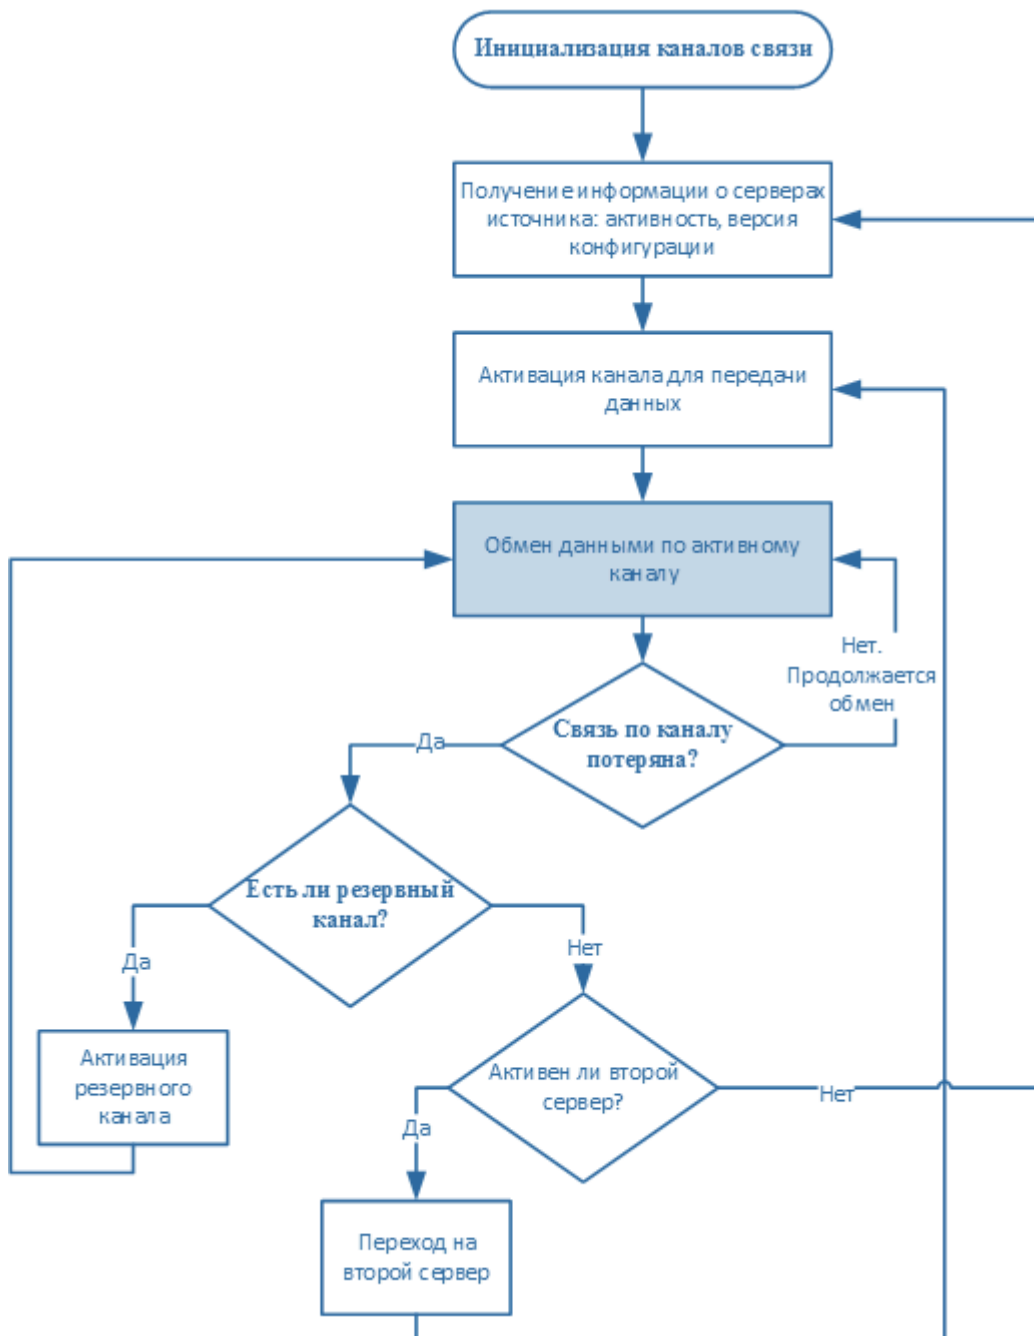 Инициализация каналов связи
Получение информации о серверах
источника: активность, версия
конфигурации
Активация канала для передачи
данных
Обмен данными по активному
каналу
Нет.
Продолжается
обмен
Связь по каналу
потеряна?
Да
Есть ли резервный
канал?
Да
Нет
Активация
резервного
канала
Активен ли второй
сервер?
Нет
Да
Переход на
второй сервер